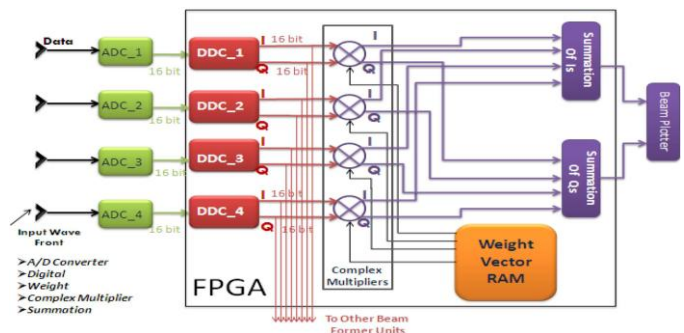 Data
ADC_1
16 bit
DDC_1
I 16 bit
Q 16 bit
I
Q
Summation Of Is
ADC_2
16 bit
DDC_2
I
Q
I
Q
Beam Plotter
ADC_3
16 bit
DDC_3
I
Q
I
Q
Summation Of Qs
ADC_4
16 bit
DDC_4
I 16 bit
Q 16 bit
I
Q
Input Wave
Front
➢A/D Converter
➢Digital
➢Weight
➢Complex Multiplier
➢Summation
FPGA
Complex
Multipliers
Weight
Vector
RAM
To Other Beam
Former Units